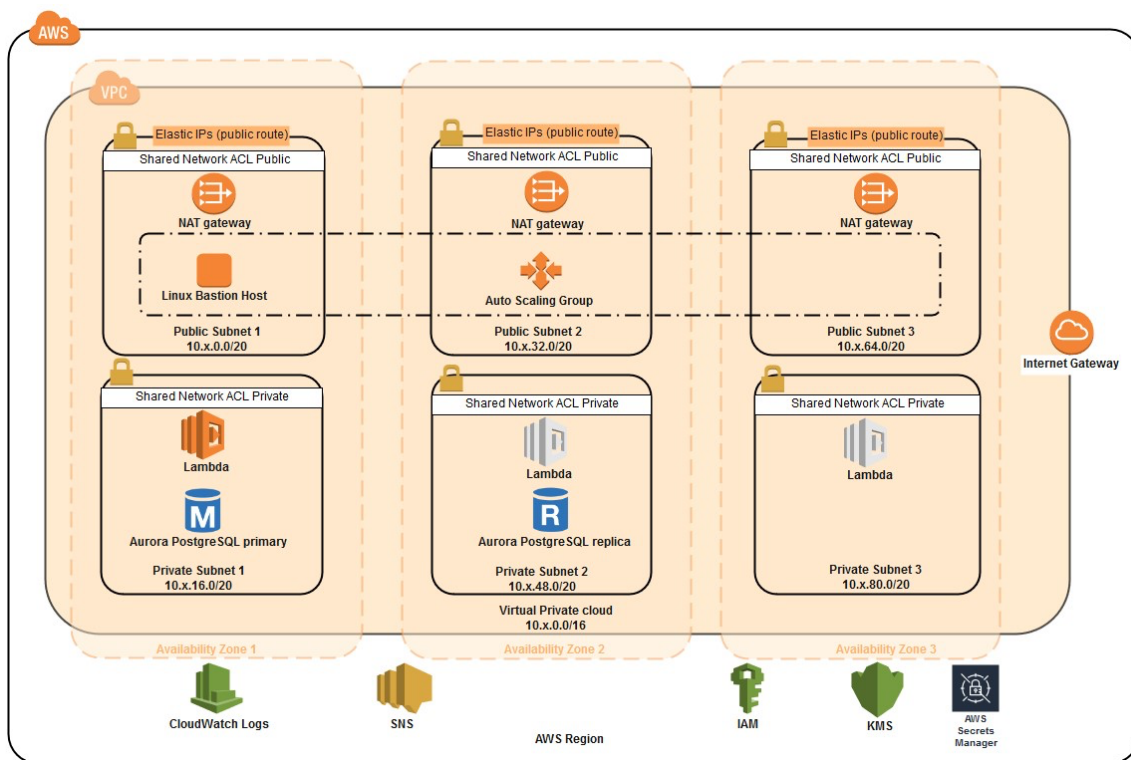 AWS
VPC
Elastic IPs (public route)
Shared Network ACL Public
NAT gateway
Linux Bastion Host
Public Subnet 1
10.x.0.0/20
Elastic IPs (public route)
Shared Network ACL Public
NAT gateway
Auto Scaling Group
Public Subnet 2
10.x.32.0/20
Elastic IPs (public route)
Shared Network ACL Public
NAT gateway
Public Subnet 3
10.x.64.0/20
Internet Gateway
Shared Network ACL Private
Lambda
M
Aurora PostgreSQL primary
Private Subnet 1
10.x.16.0/20
Shared Network ACL Private
Lambda
R
Aurora PostgreSQL replica
Private Subnet 2
10.x.48.0/20
Shared Network ACL Private
Lambda
Private Subnet 3
10.x.80.0/20
Virtual Private cloud
10.x.0.0/16
Availability Zone 1
Availability Zone 2
Availability Zone 3
CloudWatch Logs
SNS
IAM
KMS
AWS
Secrets
Manager
AWS Region